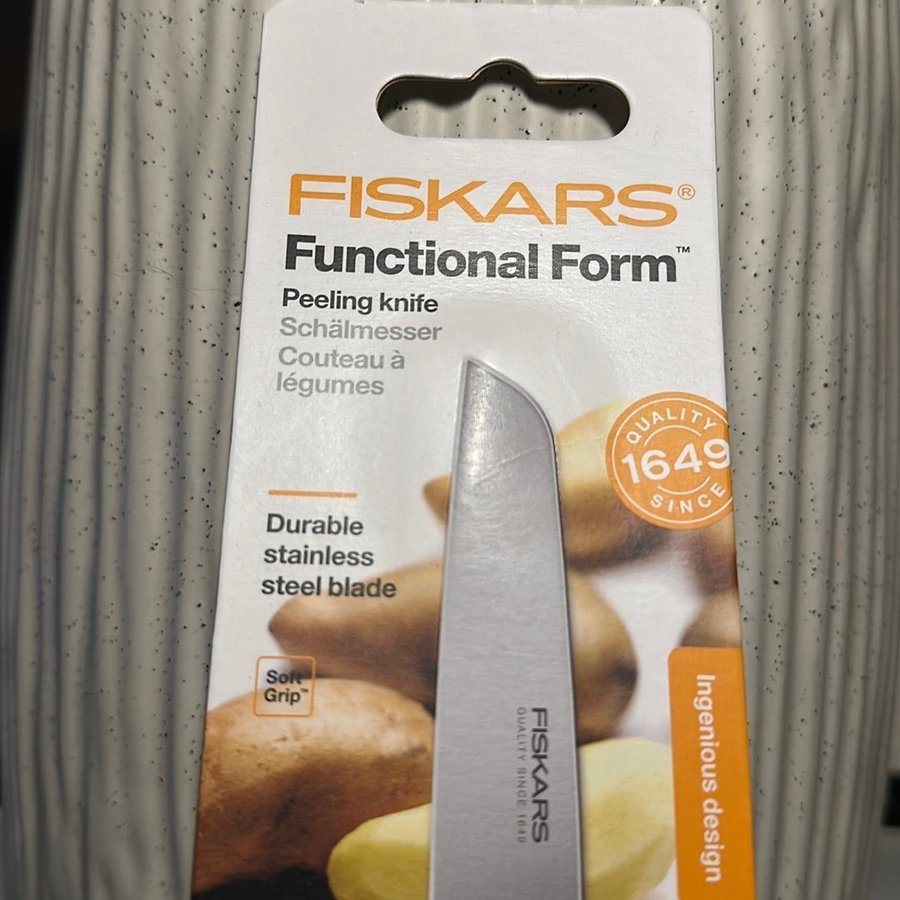 FISKARS®
Functional Form™
Peeling knife
Schälmesser
Couteau à
légumes
QUALITY
1649
SINCE
Durable
stainless
steel blade
Soft
Grip™
FISKARS
QUALITY SINCE 1649
Ingenious design